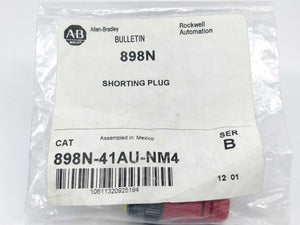 AB
Allen-Bradley
Rockwell
Automation
BULLETIN
898N
SHORTING PLUG
CAT
Assembled in: Mexico
SER
B
898N-41AU-NM4
10611320925194
12 01